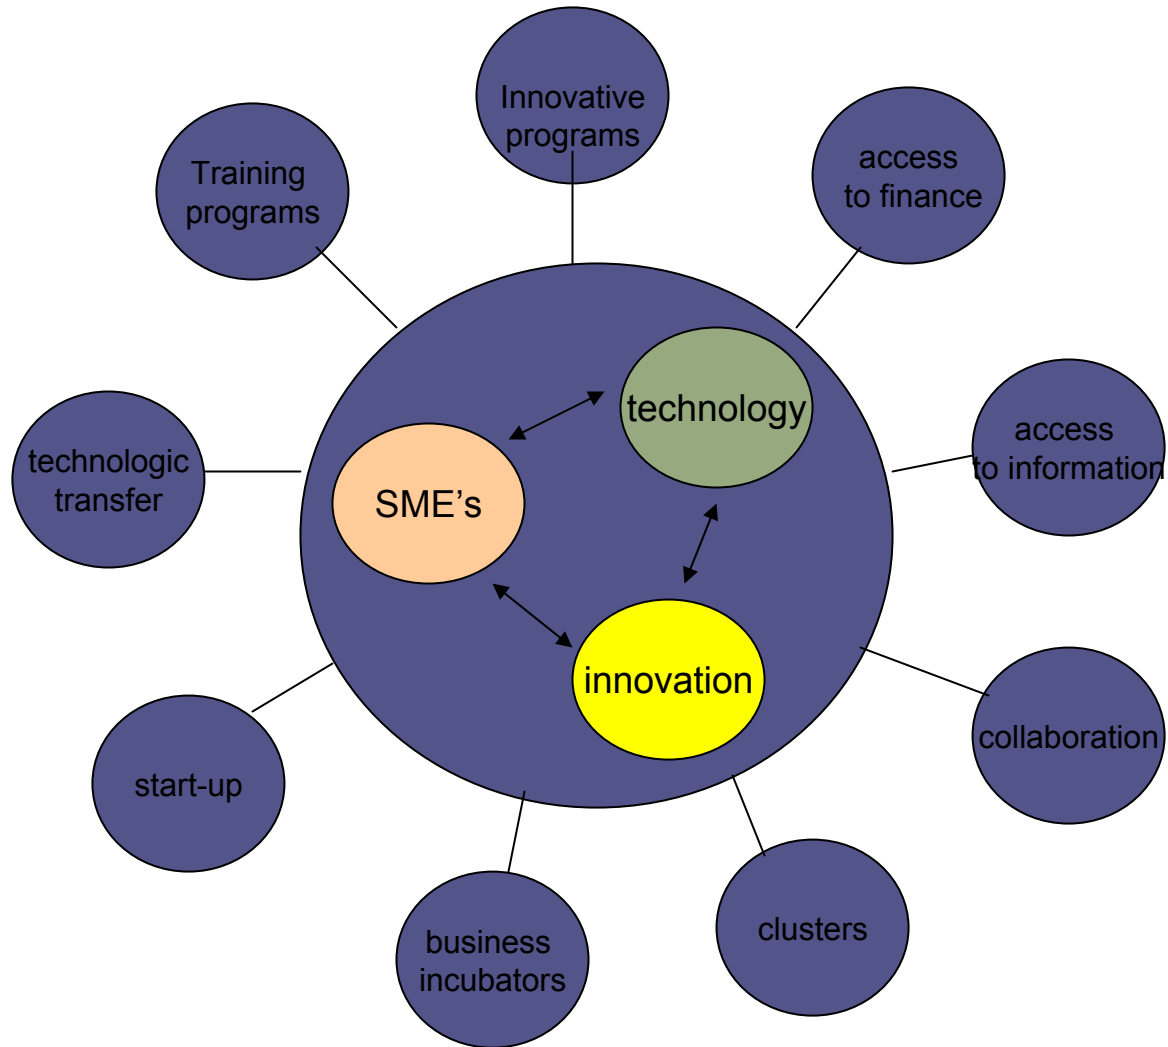 Innovative
programs
Training
programs
access
to finance
technology
technologic
transfer
SME's
access
to information
innovation
collaboration
start-up
clusters
business
incubators